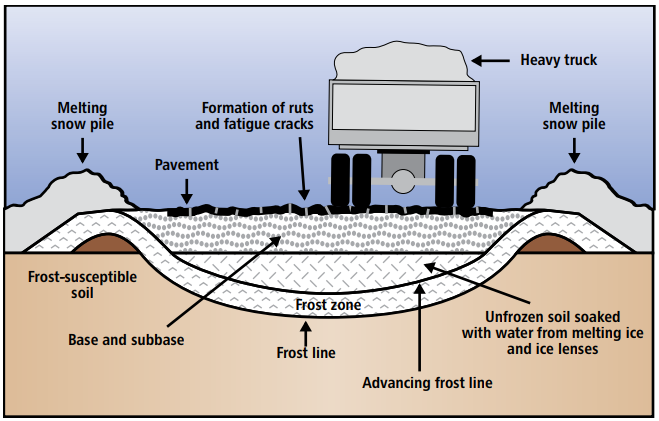 Heavy truck
Melting
snow pile
Formation of ruts
and fatigue cracks
Melting
snow pile
Pavement
Frost-susceptible
soil
Frost zone
Unfrozen soil soaked
with water from melting ice
and ice lenses
Base and subbase
Frost line
Advancing frost line